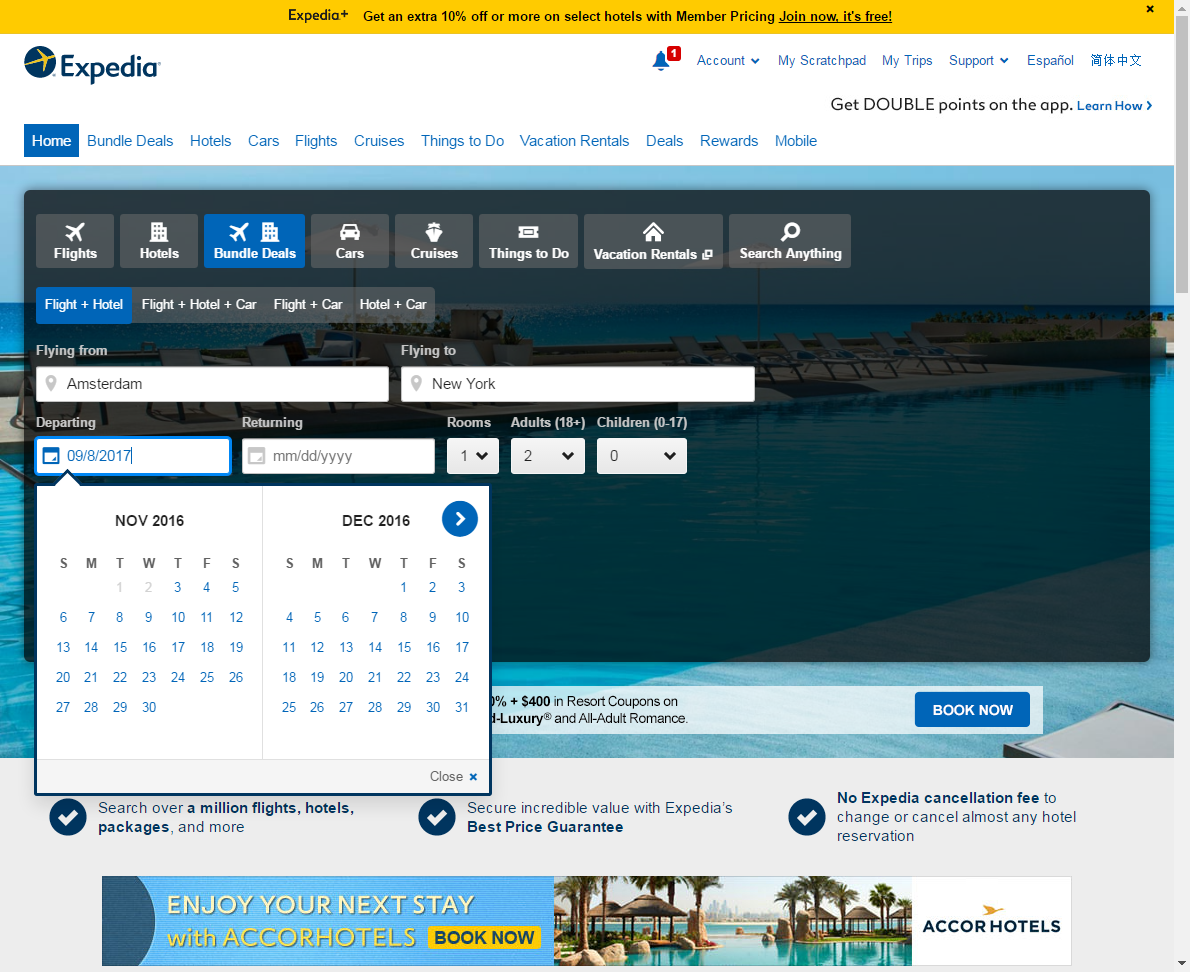 Expedia+ Get an extra 10% off or more on select hotels with Member Pricing Join now, it's free! ×
Expedia
1 Account My Scratchpad My Trips Support Español 简体中文
Get DOUBLE points on the app. Learn How
Home Bundle Deals Hotels Cars Flights Cruises Things to Do Vacation Rentals Deals Rewards Mobile
Flights Hotels Bundle Deals Cars Cruises Things to Do Vacation Rentals Search Anything
Flight + Hotel Flight + Hotel + Car Flight + Car Hotel + Car
Flying from Flying to
Amsterdam New York
Departing Returning Rooms Adults (18+) Children (0-17)
09/8/2017 mm/dd/yyyy 1 2 0
NOV 2016 DEC 2016
S M T W T F S S M T W T F S
1 2 3 4 5 1 2 3
6 7 8 9 10 11 12 4 5 6 7 8 9 10
13 14 15 16 17 18 19 11 12 13 14 15 16 17
20 21 22 23 24 25 26 18 19 20 21 22 23 24
27 28 29 30 25 26 27 28 29 30 31
Close ×
0% + $400 in Resort Coupons on
d-Luxury® and All-Adult Romance.
BOOK NOW
Search over a million flights, hotels,
packages, and more
Secure incredible value with Expedia's
Best Price Guarantee
No Expedia cancellation fee to
change or cancel almost any hotel
reservation
ENJOY YOUR NEXT STAY
with ACCORHOTELS BOOK NOW
ACCORHOTELS